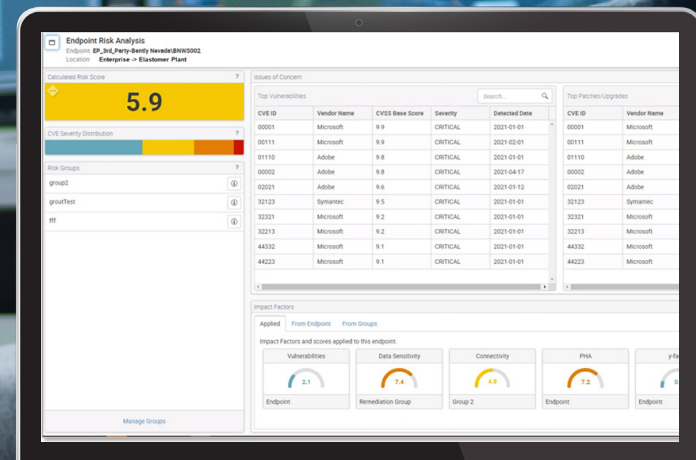 Endpoint Risk Analysis
Endpoint EP_3rd_Party-Bently Nevede\BNWS002
Location Enterprise -> Elastomer Plant
Calculated Risk Score ?
5.9
CVE Severity Distribution ?
Risk Groups ?
group2
groutTest
fff
Manage Groups
Issues of Concern
Top Vulnerabilities Search...
CVE ID Vendor Name CVSS Base Score Severity Detected Date
00001 Microsoft 9.9 CRITICAL 2021-01-01
00111 Microsoft 9.9 CRITICAL 2021-02-01
01110 Adobe 9.8 CRITICAL 2021-01-01
00002 Adobe 9.8 CRITICAL 2021-04-17
02021 Adobe 9.6 CRITICAL 2021-01-12
32123 Symantec 9.5 CRITICAL 2021-01-01
32321 Microsoft 9.2 CRITICAL 2021-01-01
32213 Microsoft 9.2 CRITICAL 2021-01-01
44332 Microsoft 9.1 CRITICAL 2021-01-01
44223 Microsoft 9.1 CRITICAL 2021-01-01
Top Patches/Upgrades
CVE ID Vendor Name
00001 Microsoft
00111 Microsoft
01110 Adobe
00002 Adobe
02021 Adobe
32123 Symantec
32321 Microsoft
32213 Microsoft
44332 Microsoft
44223 Microsoft
Impact Factors
Applied From Endpoint From Groups
Impact Factors and scores applied to this endpoint.
Vulnerabilities Data Sensitivity Connectivity PHA y-fa
2.1 7.4 4.8 7.2 0.
Endpoint Remediation Group Group 2 Endpoint Endpoint